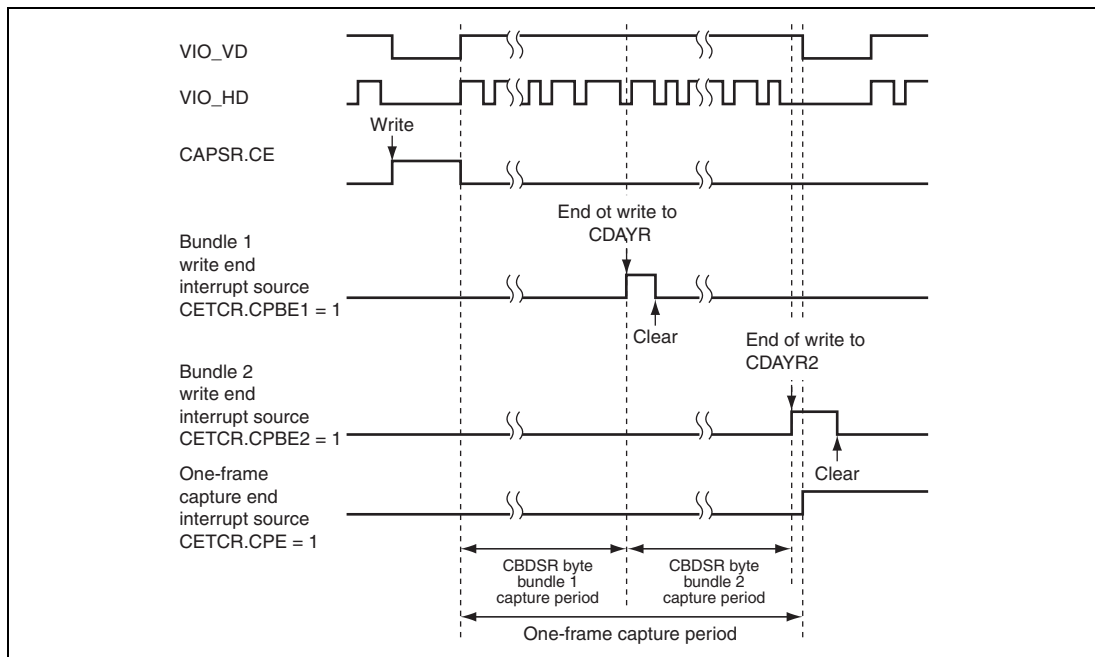 VIO_VD
VIO_HD
Write
CAPSR.CE
End ot write to
CDAYR
Bundle 1
write end
interrupt source
CETCR.CPBE1 = 1
Clear
End of write to
CDAYR2
Bundle 2
write end
interrupt source
CETCR.CPBE2 = 1
Clear
One-frame
capture end
interrupt source
CETCR.CPE = 1
CBDSR byte
bundle 1
capture period
CBDSR byte
bundle 2
capture period
One-frame capture period